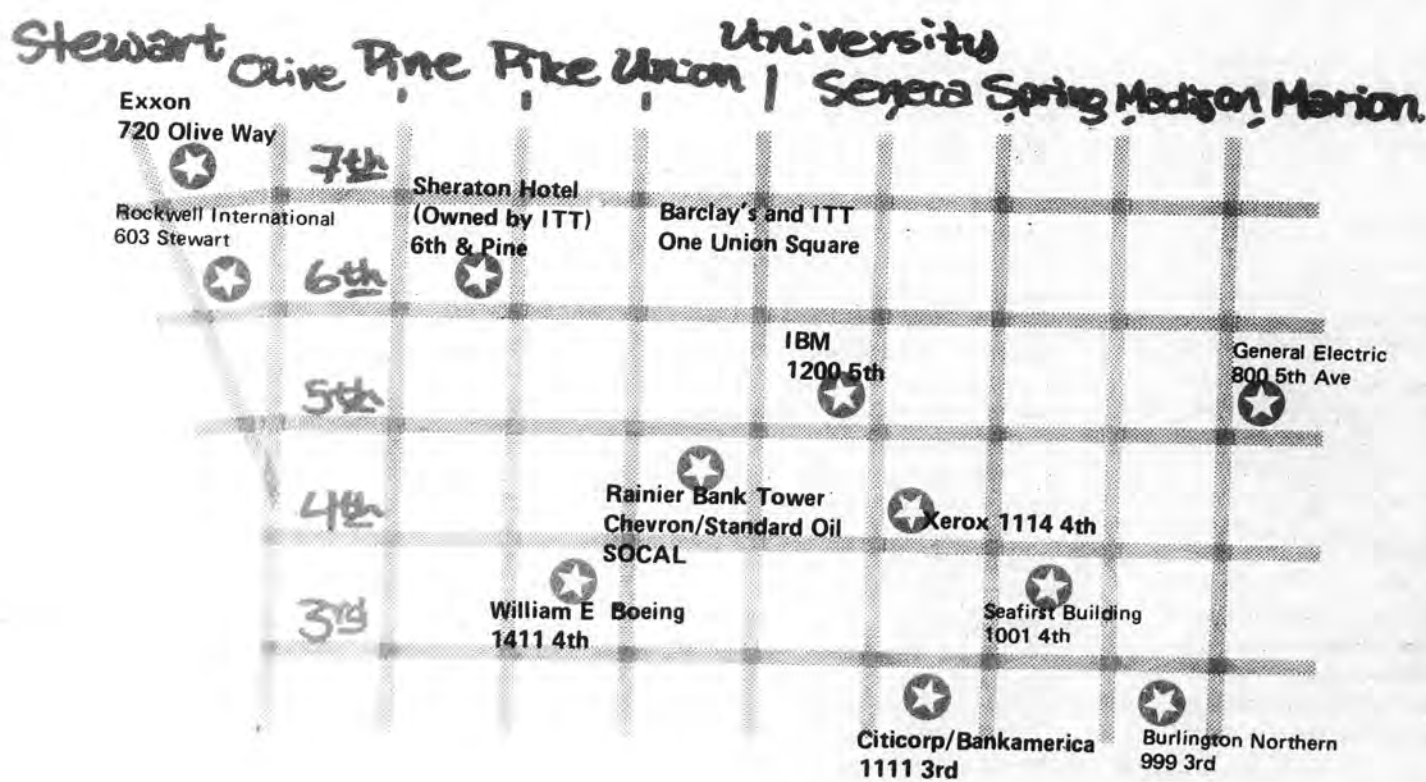 Stewart Olive Pine Pike Union University Seneca Spring Madison Marion
Exxon
720 Olive Way
7th
Rockwell International
603 Stewart
Sheraton Hotel
(Owned by ITT)
6th & Pine
Barclay's and ITT
One Union Square
6th
IBM
1200 5th
General Electric
800 5th Ave
5th
Rainier Bank Tower
Chevron/Standard Oil
SOCAL
4th
Xerox 1114 4th
William E Boeing
1411 4th
Seafirst Building
1001 4th
3rd
Citicorp/Bankamerica
1111 3rd
Burlington Northern
999 3rd